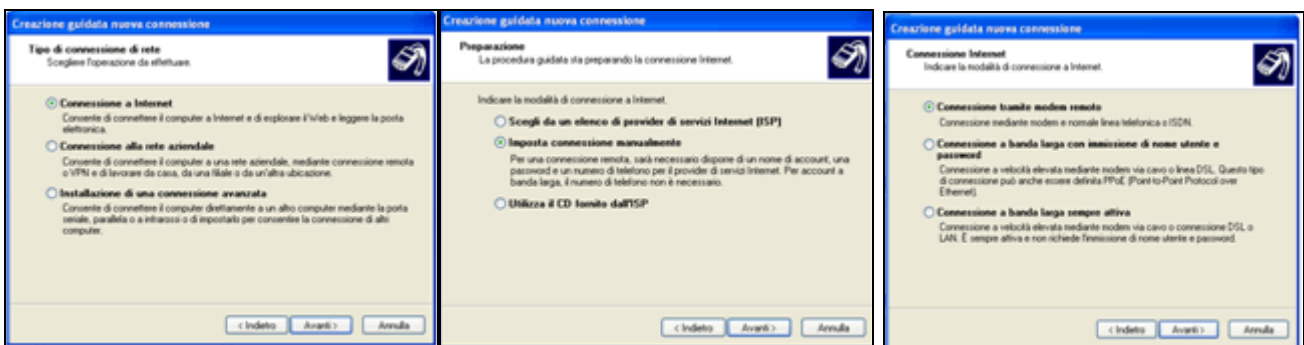 Creazione guidata nuova connessione
Tipo di connessione di rete
Scegliere l'operazione da effettuare.
Connessione a Internet
Consente di connettere il computer a Internet e di esplorare il Web e leggere la posta
elettronica.
Connessione alla rete aziendale
Consente di connettere il computer a una rete aziendale, mediante connessione remota
o VPN e di lavorare da casa, da una filiale o da un'altra ubicazione.
Installazione di una connessione avanzata
Consente di connettere il computer direttamente a un altro computer mediante la porta
seriale, parallela o a infrarossi o di impostarlo per consentire la connessione di altri
computer.
< Indietro
Avanti >
Annulla
Creazione guidata nuova connessione
Preparazione
La procedura guidata sta preparando la connessione Internet.
Indicare la modalità di connessione a Internet.
Scegli da un elenco di provider di servizi Internet (ISP)
Imposta connessione manualmente
Per una connessione remota, sarà necessario disporre di un nome di account, una
password e un numero di telefono per il provider di servizi Internet. Per account a
banda larga, il numero di telefono non è necessario.
Utilizza il CD fornito dall'ISP
< Indietro
Avanti >
Annulla
Creazione guidata nuova connessione
Connessione Internet
Indicare la modalità di connessione a Internet.
Connessione tramite modem remoto
Connessione mediante modem e normale linea telefonica o ISDN.
Connessione a banda larga con immissione di nome utente e
password
Connessione a velocità elevata mediante modem via cavo o linea DSL. Questo tipo
di connessione può anche essere definita PPoE (Point-to-Point Protocol over
Ethernet).
Connessione a banda larga sempre attiva
Connessione a velocità elevata mediante modem via cavo o connessione DSL o
LAN. È sempre attiva e non richiede l'immissione di nome utente e password.
< Indietro
Avanti >
Annulla